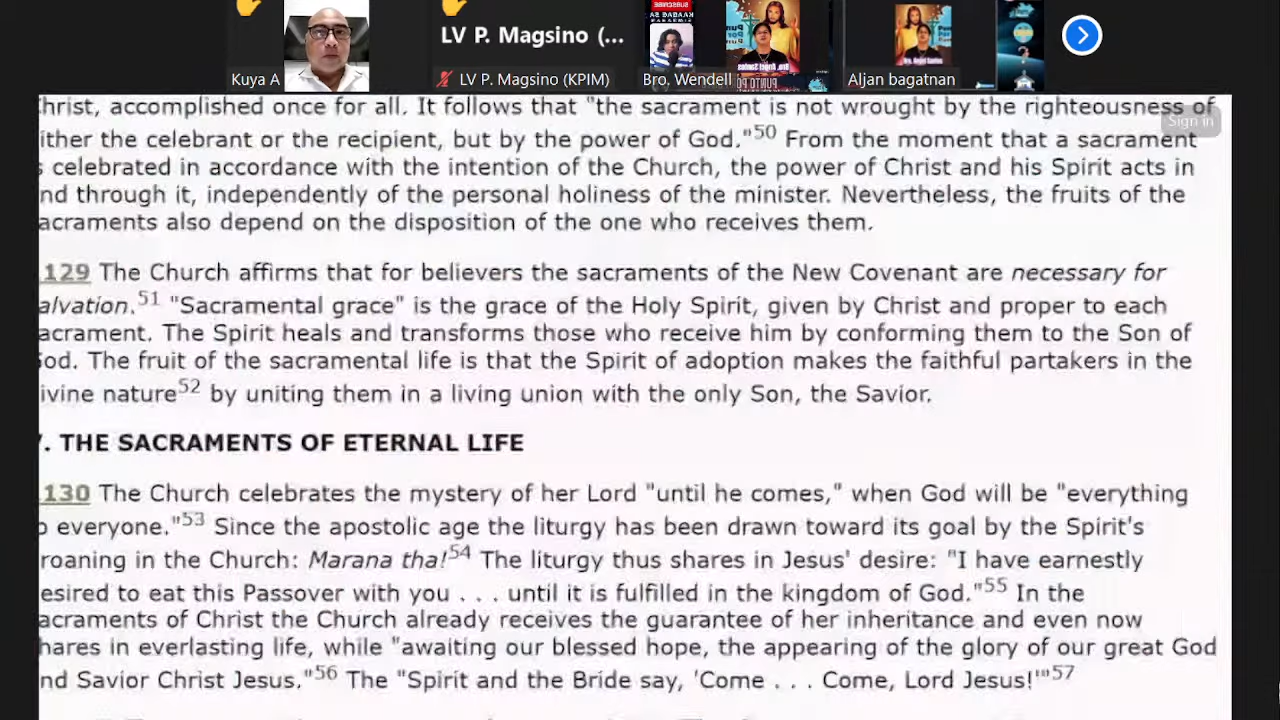 LV P. Magsino (...
SUBSCRIBE
Kuya A
LV P. Magsino (KPIM)
Bro. Wendell
Aljan bagatnan
Sign in
hrist, accomplished once for all. It follows that "the sacrament is not wrought by the righteousness of
ither the celebrant or the recipient, but by the power of God."50 From the moment that a sacrament
s celebrated in accordance with the intention of the Church, the power of Christ and his Spirit acts in
nd through it, independently of the personal holiness of the minister. Nevertheless, the fruits of the
acraments also depend on the disposition of the one who receives them.
129 The Church affirms that for believers the sacraments of the New Covenant are necessary for
alvation.51 "Sacramental grace" is the grace of the Holy Spirit, given by Christ and proper to each
acrament. The Spirit heals and transforms those who receive him by conforming them to the Son of
od. The fruit of the sacramental life is that the Spirit of adoption makes the faithful partakers in the
ivine nature52 by uniting them in a living union with the only Son, the Savior.
. THE SACRAMENTS OF ETERNAL LIFE
130 The Church celebrates the mystery of her Lord "until he comes," when God will be "everything
o everyone."53 Since the apostolic age the liturgy has been drawn toward its goal by the Spirit's
roaning in the Church: Marana tha!54 The liturgy thus shares in Jesus' desire: "I have earnestly
esired to eat this Passover with you . . . until it is fulfilled in the kingdom of God."55 In the
acraments of Christ the Church already receives the guarantee of her inheritance and even now
hares in everlasting life, while "awaiting our blessed hope, the appearing of the glory of our great God
nd Savior Christ Jesus."56 The "Spirit and the Bride say, 'Come . . . Come, Lord Jesus!'"57